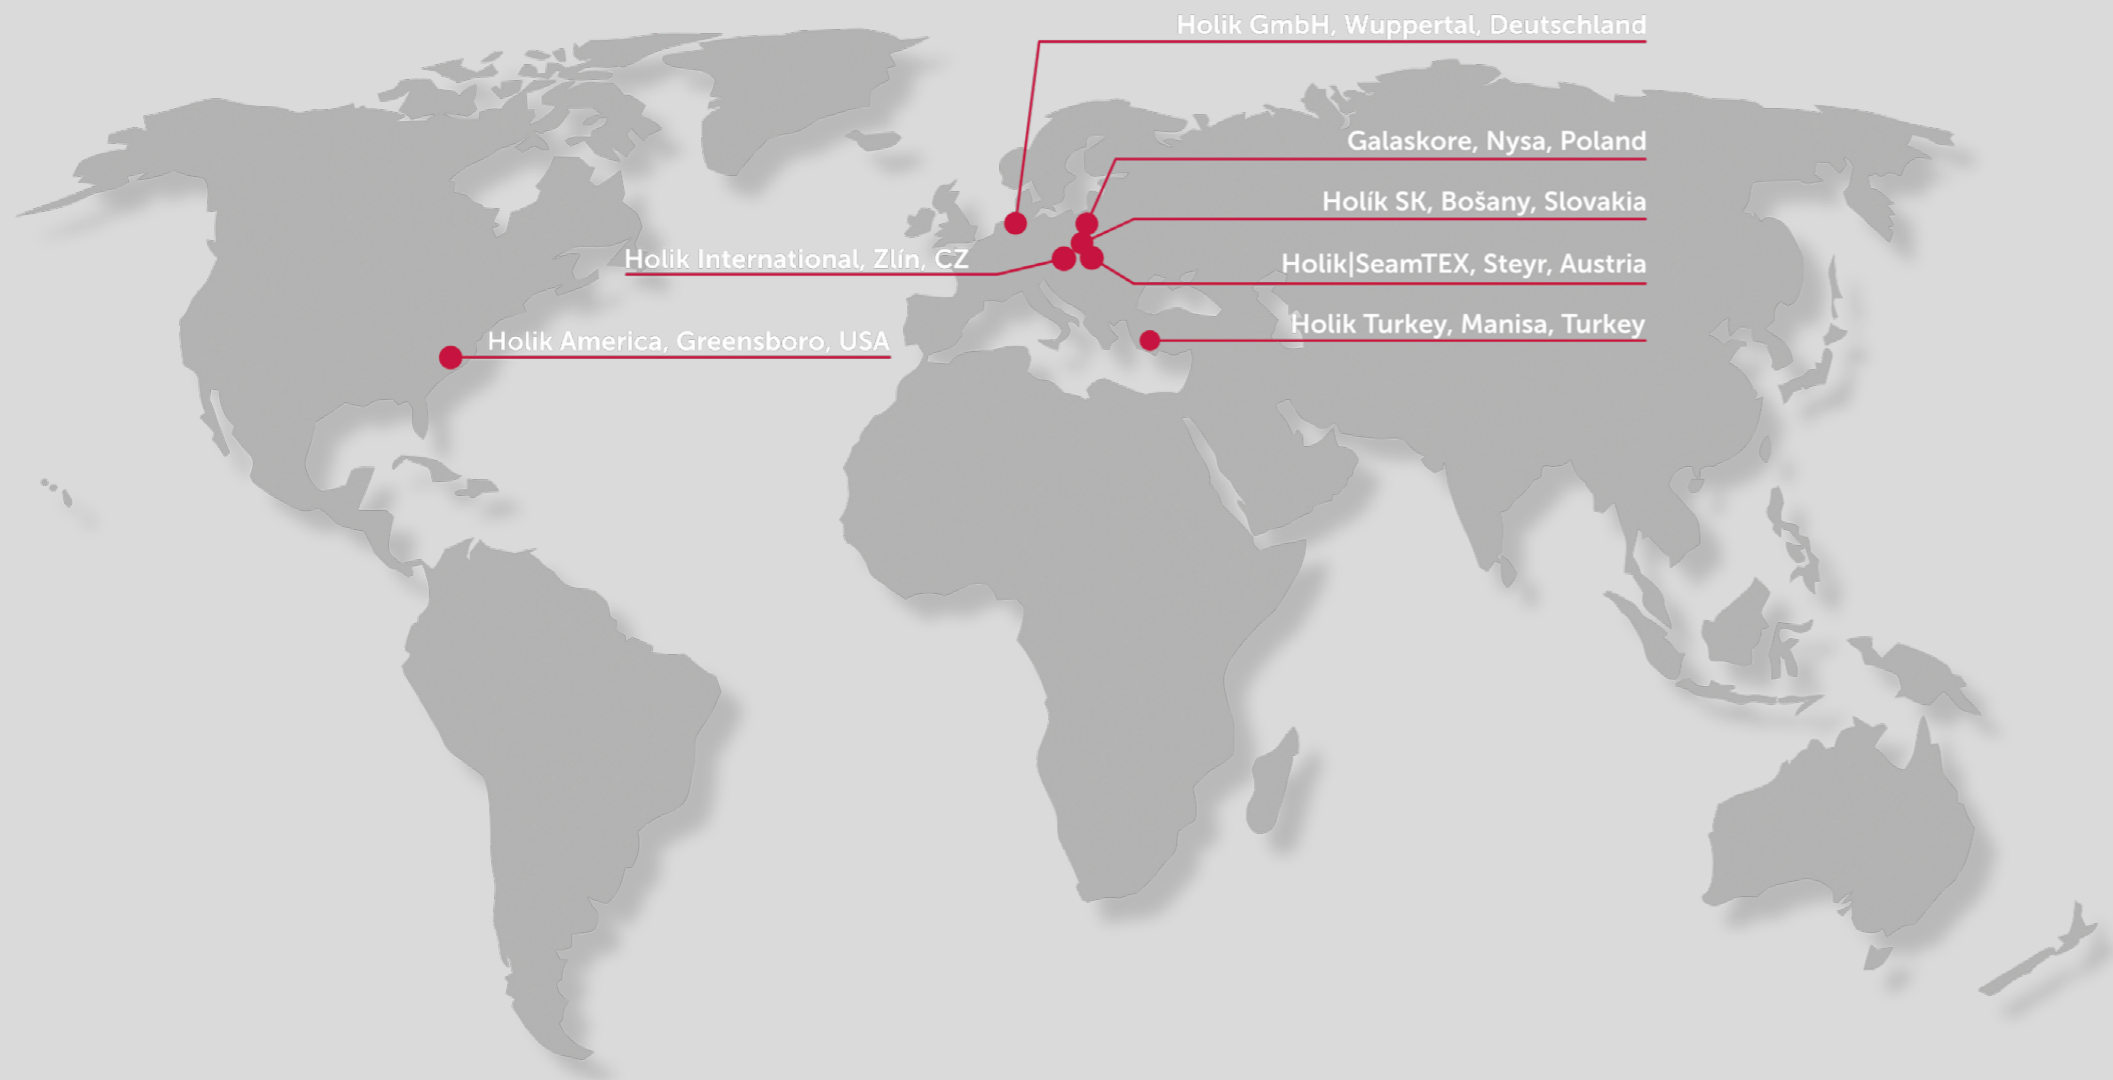 Holik GmbH, Wuppertal, Deutschland
Galaskore, Nysa, Poland
Holík SK, Bošany, Slovakia
Holik International, Zlín, CZ
Holik|SeamTEX, Steyr, Austria
Holik Turkey, Manisa, Turkey
Holik America, Greensboro, USA